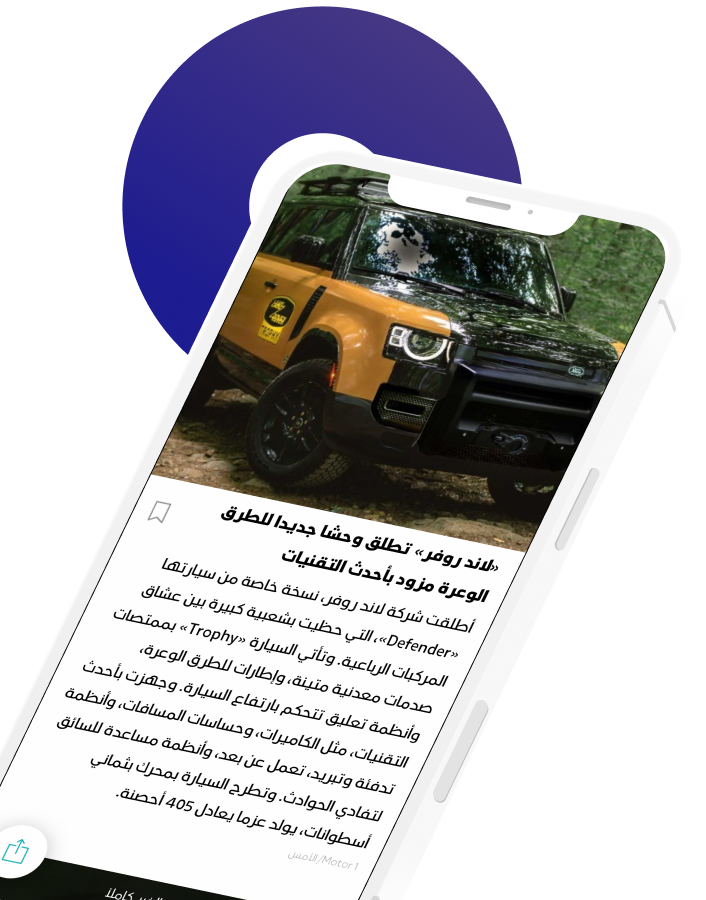 TROPHY
«لاند روفر» تطلق وحشا جديدا للطرق
الوعرة مزود بأحدث التقنيات
أطلقت شركة لاند روفر، نسخة خاصة من سيارتها
«Defender»، التي حظيت بشعبية كبيرة بين عشاق
المركبات الرباعية. وتأتي السيارة «Trophy» بممتصات
صدمات معدنية متينة، وإطارات للطرق الوعرة،
وأنظمة تعليق تتحكم بارتفاع السيارة. وجهزت بأحدث
التقنيات، مثل الكاميرات، وحساسات المسافات، وأنظمة
تدفئة وتبريد، تعمل عن بعد، وأنظمة مساعدة للسائق
لتفادي الحوادث. وتطرح السيارة بمحرك بثماني
أسطوانات، يولد عزما يعادل 405 أحصنة.
Motor1/الأمس
كاملاً